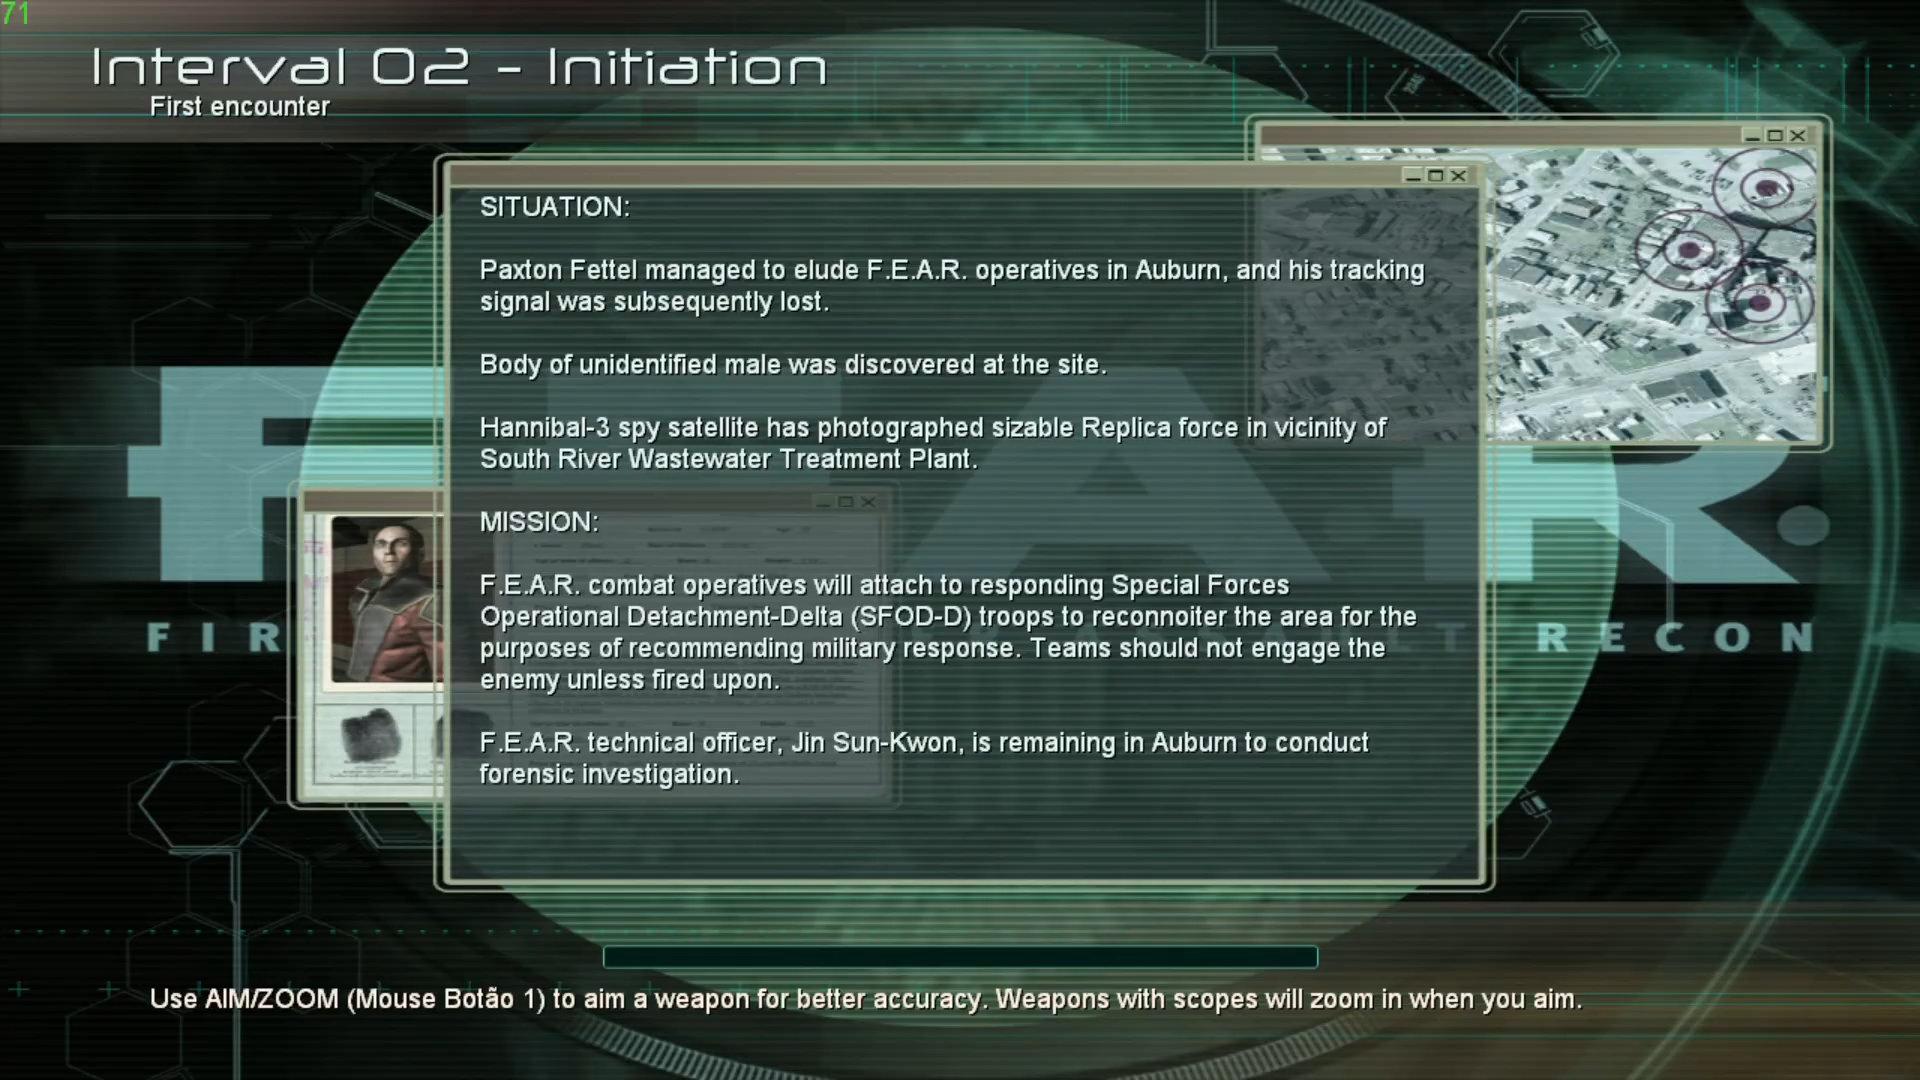 71
Interval 02 - Initiation
First encounter
SITUATION:
Paxton Fettel managed to elude F.E.A.R. operatives in Auburn, and his tracking
signal was subsequently lost.
Body of unidentified male was discovered at the site.
Hannibal-3 spy satellite has photographed sizable Replica force in vicinity of
South River Wastewater Treatment Plant.
MISSION:
F.E.A.R. combat operatives will attach to responding Special Forces
Operational Detachment-Delta (SFOD-D) troops to reconnoiter the area for the
purposes of recommending military response. Teams should not engage the
enemy unless fired upon.
F.E.A.R. technical officer, Jin Sun-Kwon, is remaining in Auburn to conduct
forensic investigation.
F.E.A.R.
FIR RECON
Use AIM/ZOOM (Mouse Botão 1) to aim a weapon for better accuracy. Weapons with scopes will zoom in when you aim.